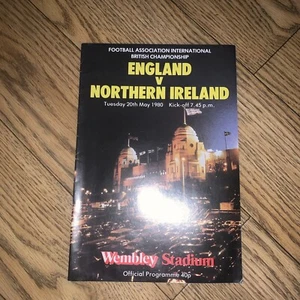 FOOTBALL ASSOCIATION INTERNATIONAL
BRITISH CHAMPIONSHIP
ENGLAND
V
NORTHERN IRELAND
Tuesday 20th May 1980 Kick-off 7.45 p.m.
Wembley Stadium
Official Programme 40p